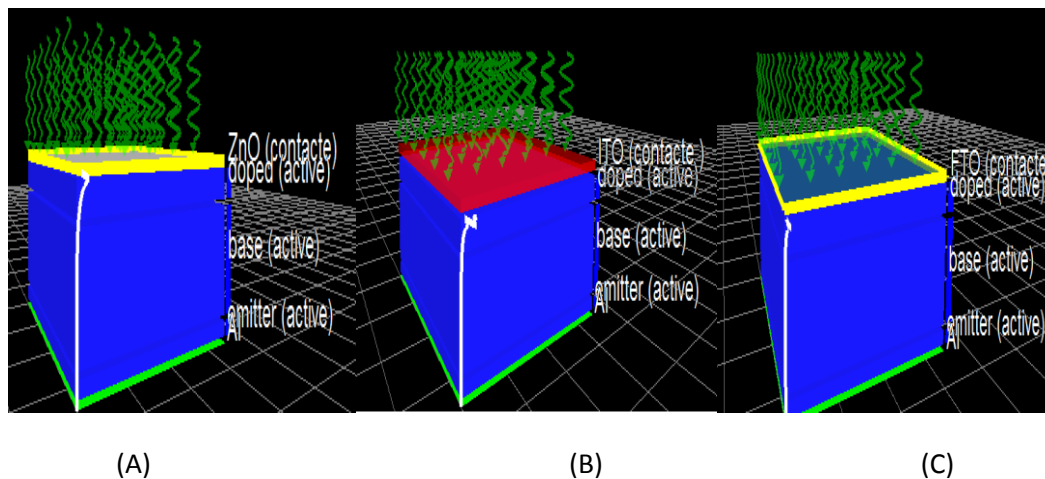 ZnO (contacte)
doped (active)
base (active)
emitter (active)
Al
ITO (contacte)
doped (active)
base (active)
emitter (active)
Al
FTO (contacte)
doped (active)
base (active)
emitter (active)
Al
(A)
(B)
(C)